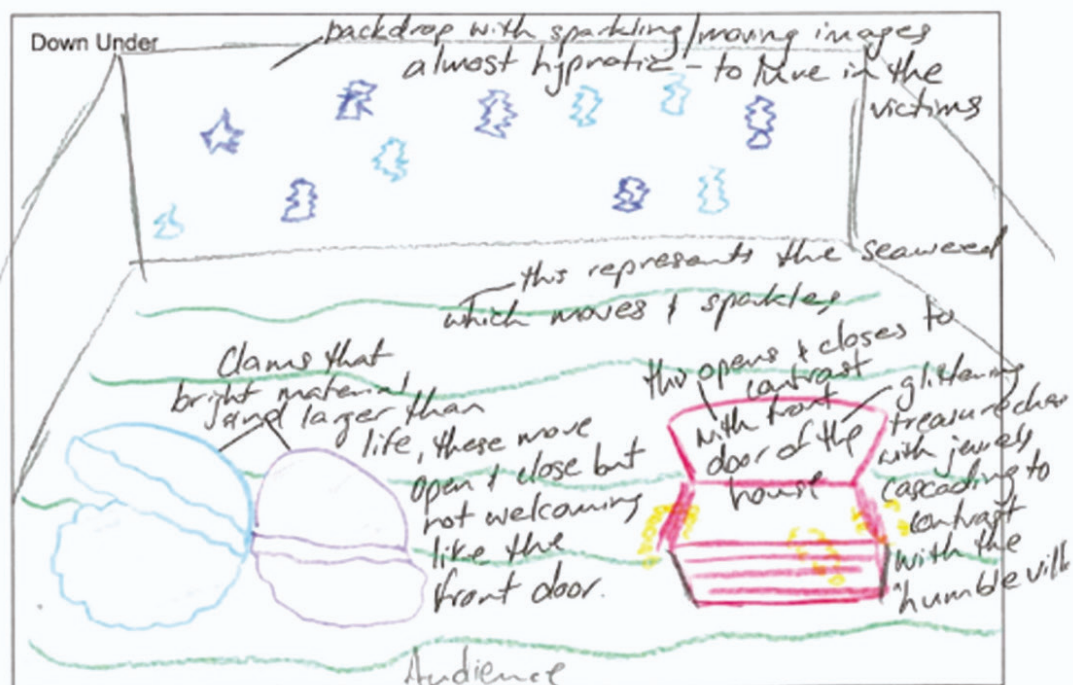 Down Under
backdrop with sparkling/moving images
almost hypnotic - to lure in the
victims
this represents the seaweed
which moves & sparkles
Clams that
bright material
and larger than
life, these move
open & close but
not welcoming
like the
front door.
this opens & closes to
contrast
with front
door of the
house
glistening
treasure ches
with jewels
cascading to
contrast
with the
humble vill
Audience